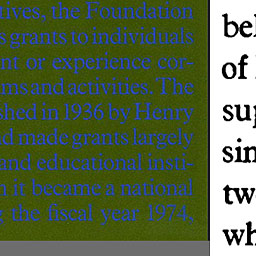 tives, the Foundation
s grants to individuals
nt or experience cor-
ms and activities. The
shed in 1936 by Henry
d made grants largely
and educational insti-
n it became a national
g the fiscal year 1974,
bel
of
sup
sin
tw
wh